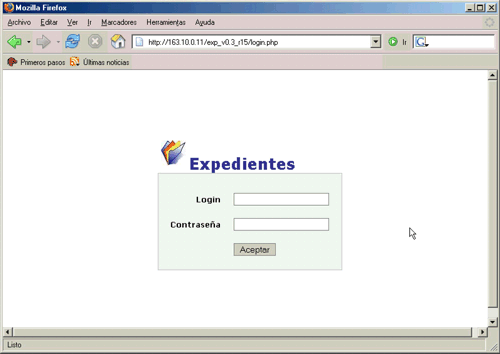 Mozilla Firefox
Archivo Editar Ver Ir Marcadores Herramientas Ayuda
http://163.10.0.11/exp_v0.3_r15/login.php Ir
Primeros pasos Últimas noticias
Expedientes
Login
Contraseña
Aceptar
Listo